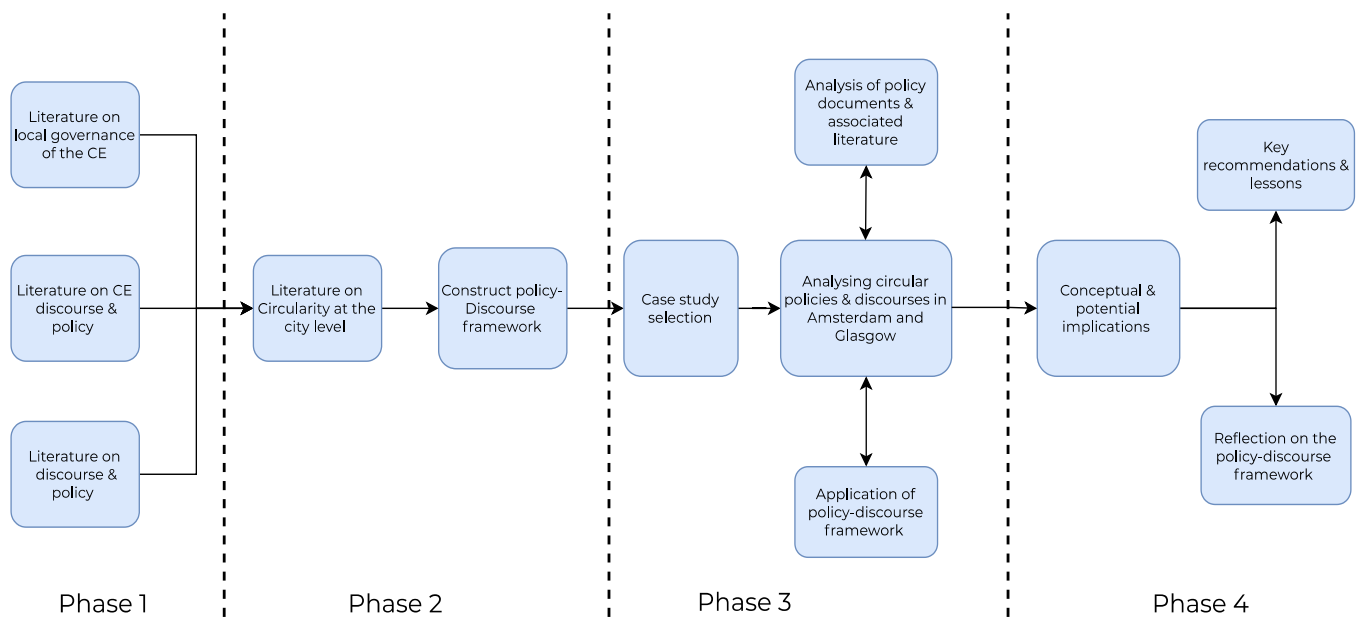 Literature on
local governance
of the CE
Literature on CE
discourse & policy
Literature on
discourse &
policy
Literature on
Circularity at the
city level
Construct policy-
Discourse
framework
Case study
selection
Analysis of policy
documents &
associated
literature
Analysing circular
policies & discourses in
Amsterdam and
Glasgow
Application of
policy-discourse
framework
Conceptual &
potential
implications
Key
recommendations &
lessons
Reflection on the
policy-discourse
framework
Phase 1
Phase 2
Phase 3
Phase 4